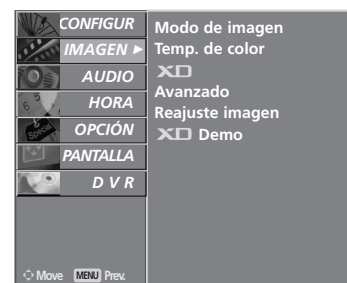 CONFIGUR
IMAGEN ►
AUDIO
HORA
OPCIÓN
PANTALLA
D V R
Modo de imagen
Temp. de color
XD
Avanzado
Reajuste imagen
XD Demo
Special
Move MENU Prev.